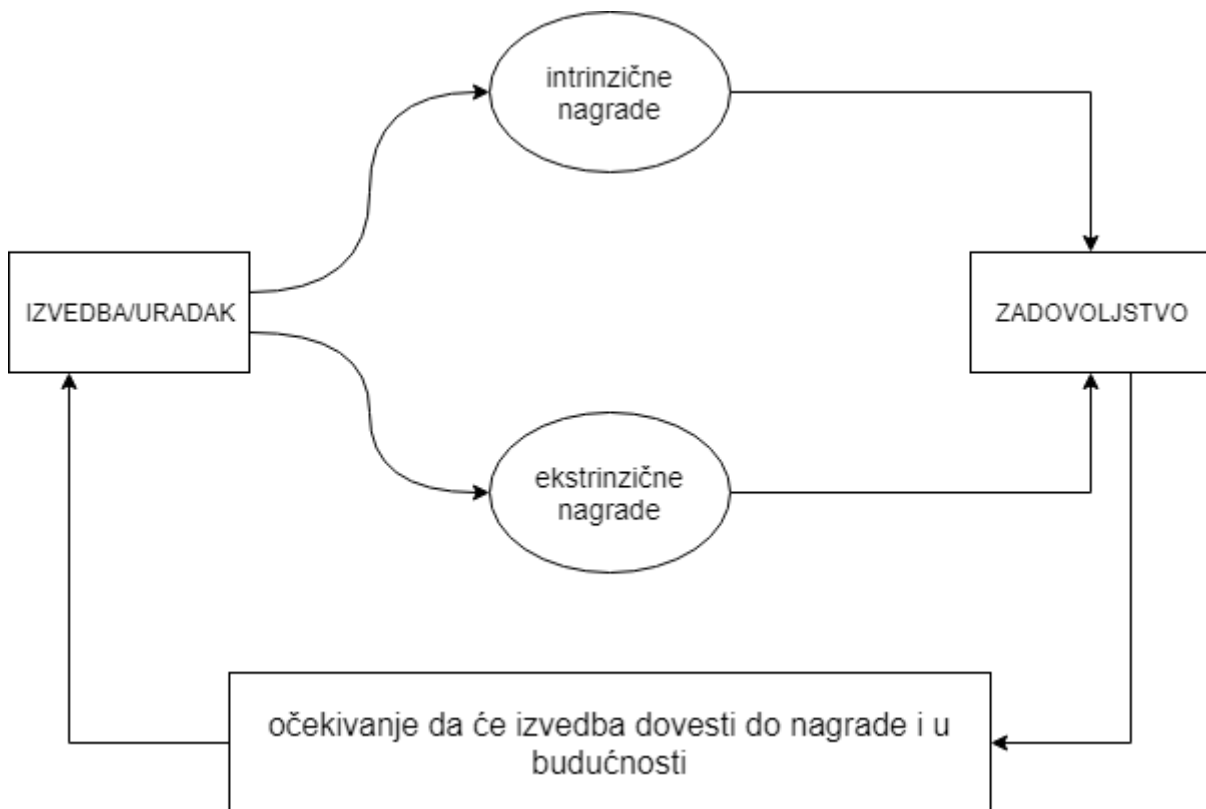 intrinzične
nagrade
IZVEDBA/URADAK
ZADOVOLJSTVO
ekstrinzične
nagrade
očekivanje da će izvedba dovesti do nagrade i u
budućnosti